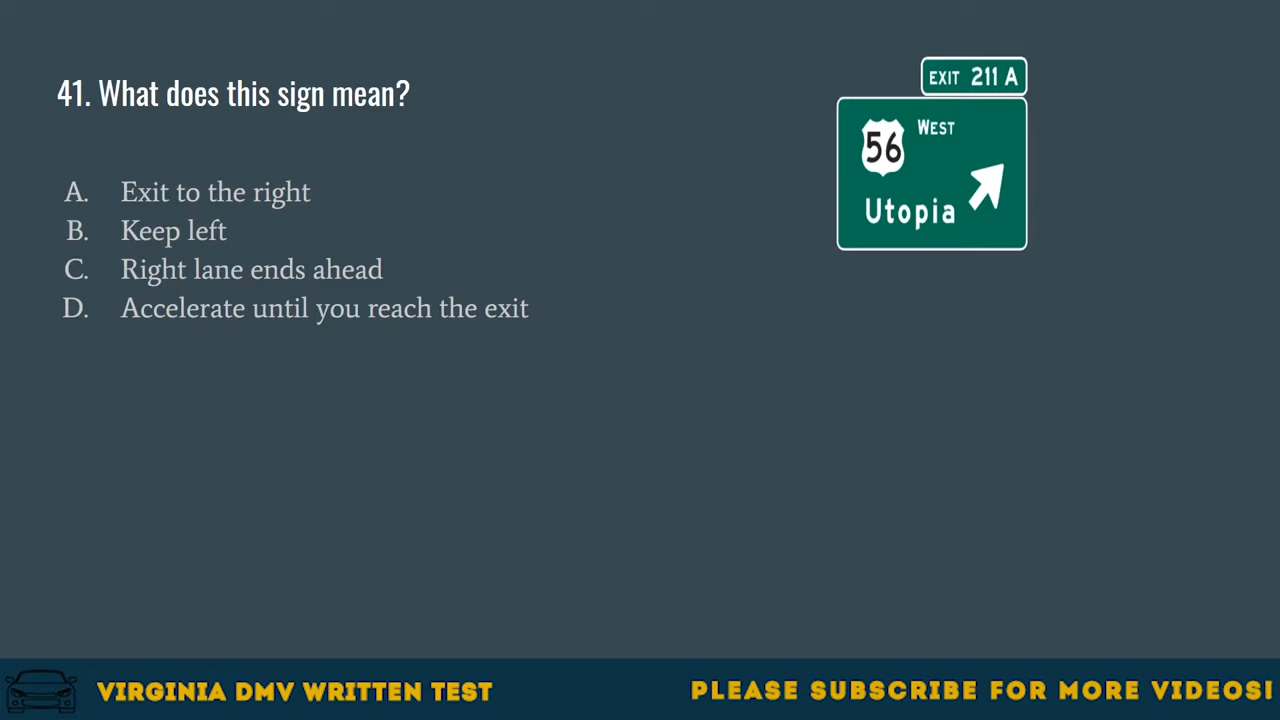 41. What does this sign mean?
EXIT 211 A
56 WEST
Utopia
A. Exit to the right
B. Keep left
C. Right lane ends ahead
D. Accelerate until you reach the exit
VIRGINIA DMV WRITTEN TEST
PLEASE SUBSCRIBE FOR MORE VIDEOS!